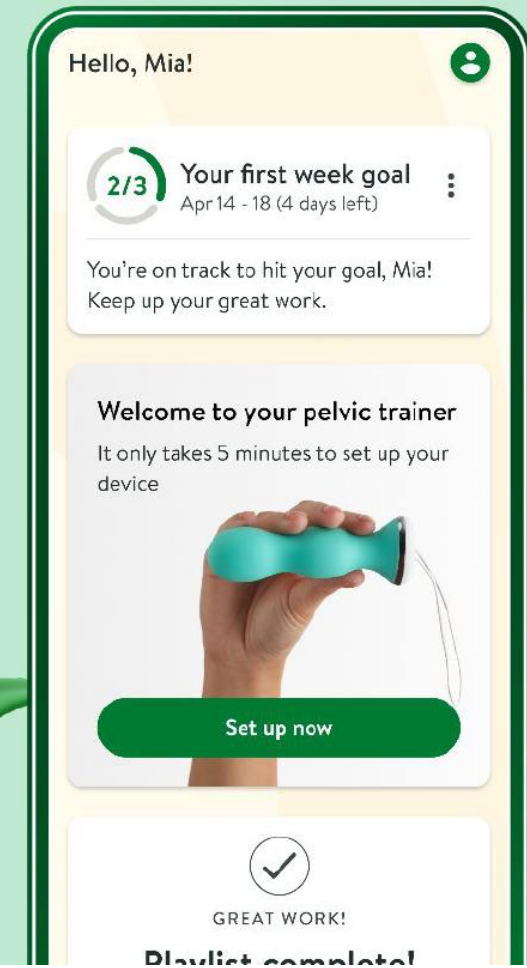 Hello, Mia!
2/3
Your first week goal
Apr 14 - 18 (4 days left)
You're on track to hit your goal, Mia!
Keep up your great work.
Welcome to your pelvic trainer
It only takes 5 minutes to set up your
device
Set up now
GREAT WORK!
Playlist complete!